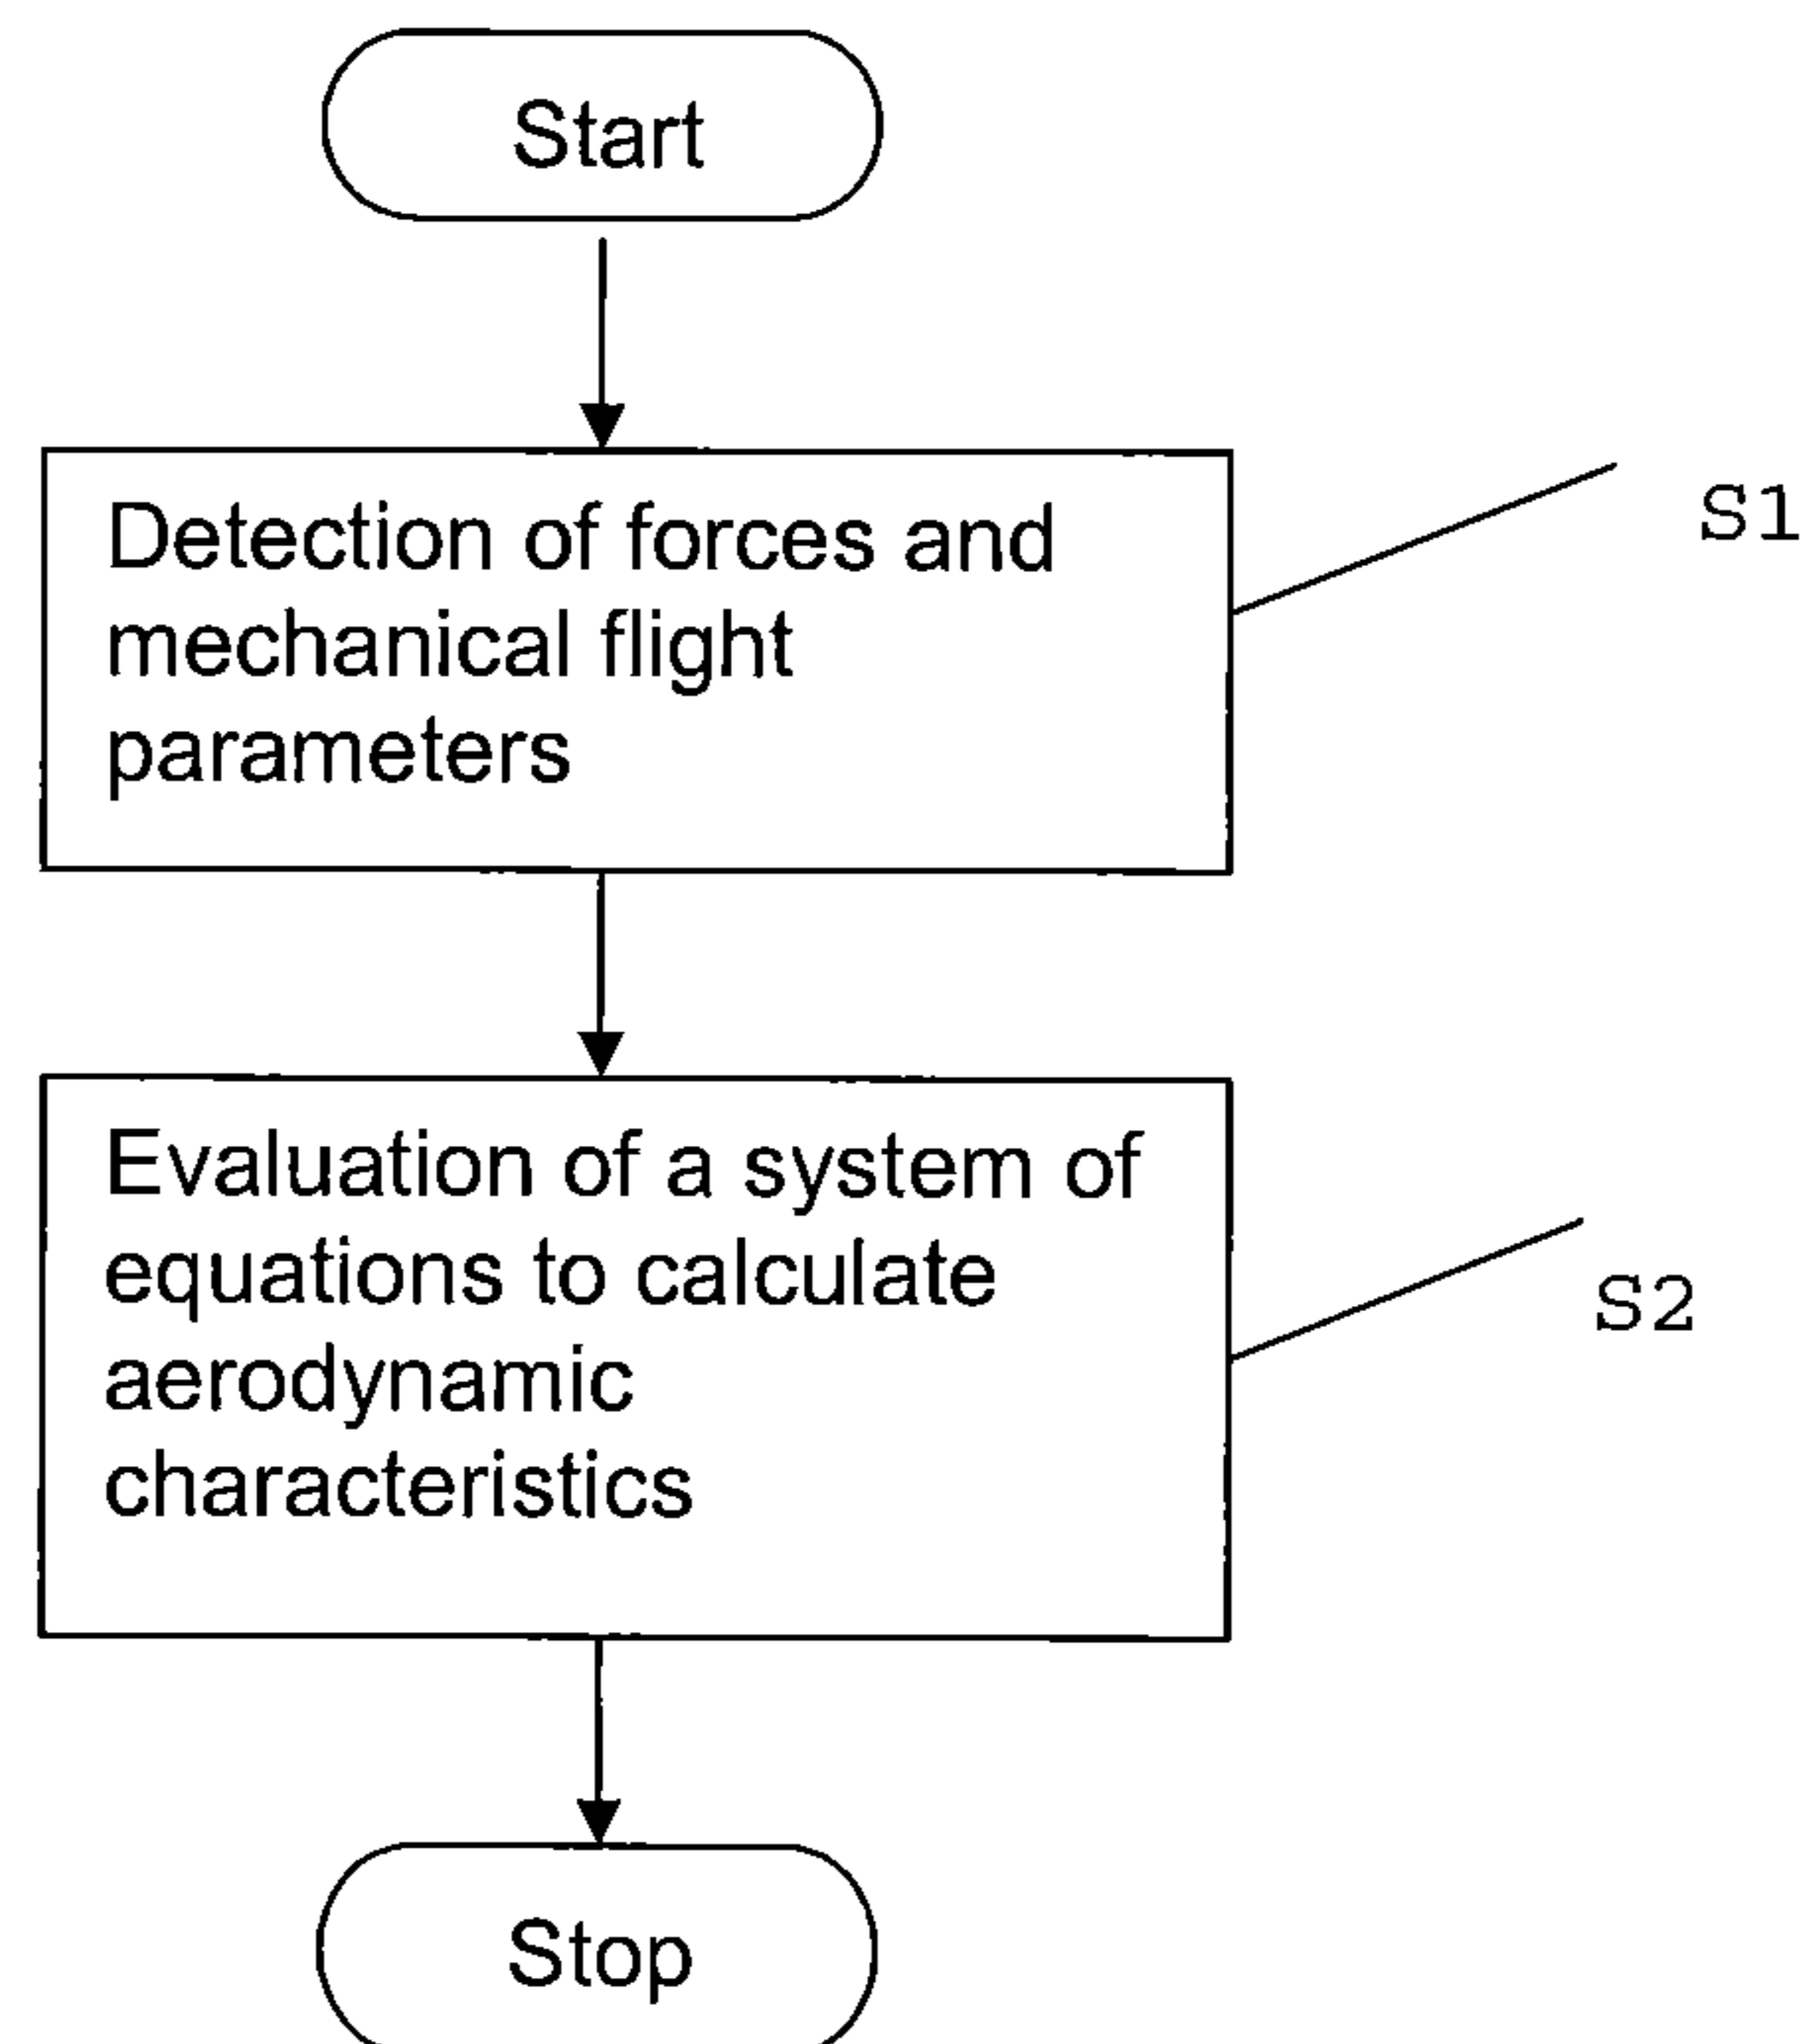 Start
Detection of forces and
mechanical flight
parameters
S1
Evaluation of a system of
equations to calculate
aerodynamic
characteristics
S2
Stop